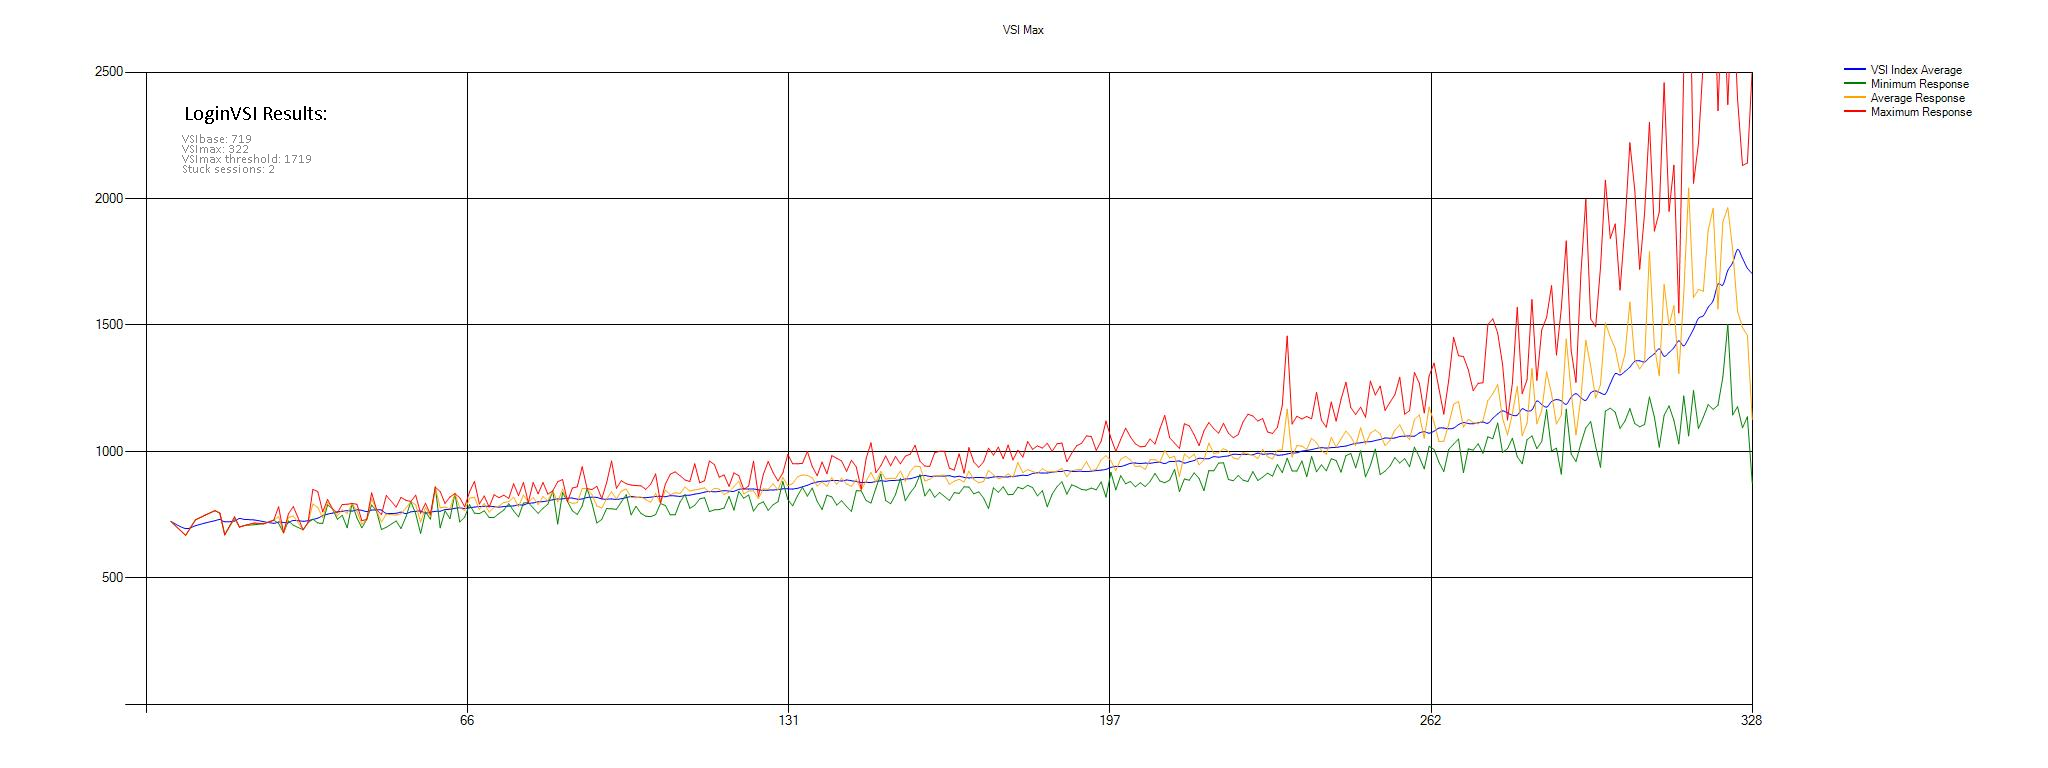 VSI Max
2500
2000
1500
1000
500
LoginVSI Results:
VSIbase: 719
VSImax: 322
VSImax threshold: 1719
Stuck sessions: 2
VSI Index Average
Minimum Response
Average Response
Maximum Response
66
131
197
262
328